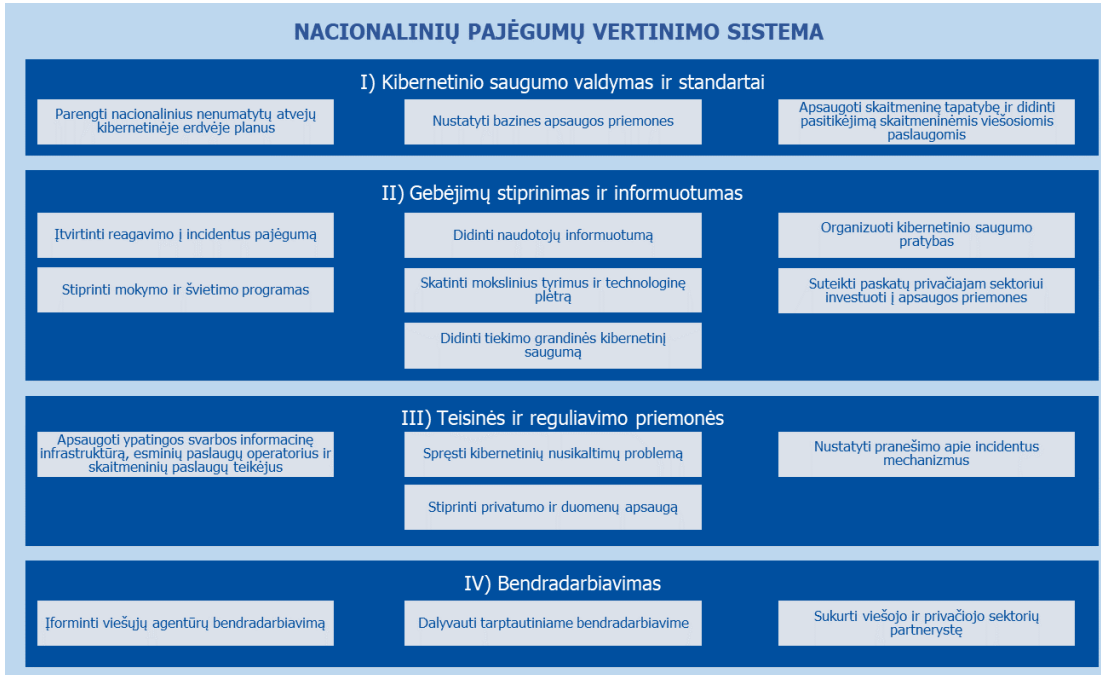 NACIONALINIŲ PAJĖGUMŲ VERTINIMO SISTEMA
I) Kibernetinio saugumo valdymas ir standartai
Parengti nacionalinius nenumatytų atvejų
kibernetinėje erdvėje planus
Nustatyti bazines apsaugos priemones
Apsaugoti skaitmeninę tapatybę ir didinti
pasitikėjimą skaitmeninėmis viešosiomis
paslaugomis
II) Gebėjimų stiprinimas ir informuotumas
Įtvirtinti reagavimo į incidentus pajėgumą
Didinti naudotojų informuotumą
Organizuoti kibernetinio saugumo
pratybas
Stiprinti mokymo ir švietimo programas
Skatinti mokslinius tyrimus ir technologinę
plėtrą
Suteikti paskatų privačiajam sektoriui
investuoti į apsaugos priemones
Didinti tiekimo grandinės kibernetinį
saugumą
III) Teisinės ir reguliavimo priemonės
Apsaugoti ypatingos svarbos informacinę
infrastruktūrą, esminių paslaugų operatorius ir
skaitmeninių paslaugų teikėjus
Spręsti kibernetinių nusikaltimų problemą
Nustatyti pranešimo apie incidentus
mechanizmus
Stiprinti privatumo ir duomenų apsaugą
IV) Bendradarbiavimas
Įforminti viešųjų agentūrų bendradarbiavimą
Dalyvauti tarptautiniame bendradarbiavime
Sukurti viešojo ir privačiojo sektorių
partnerystę